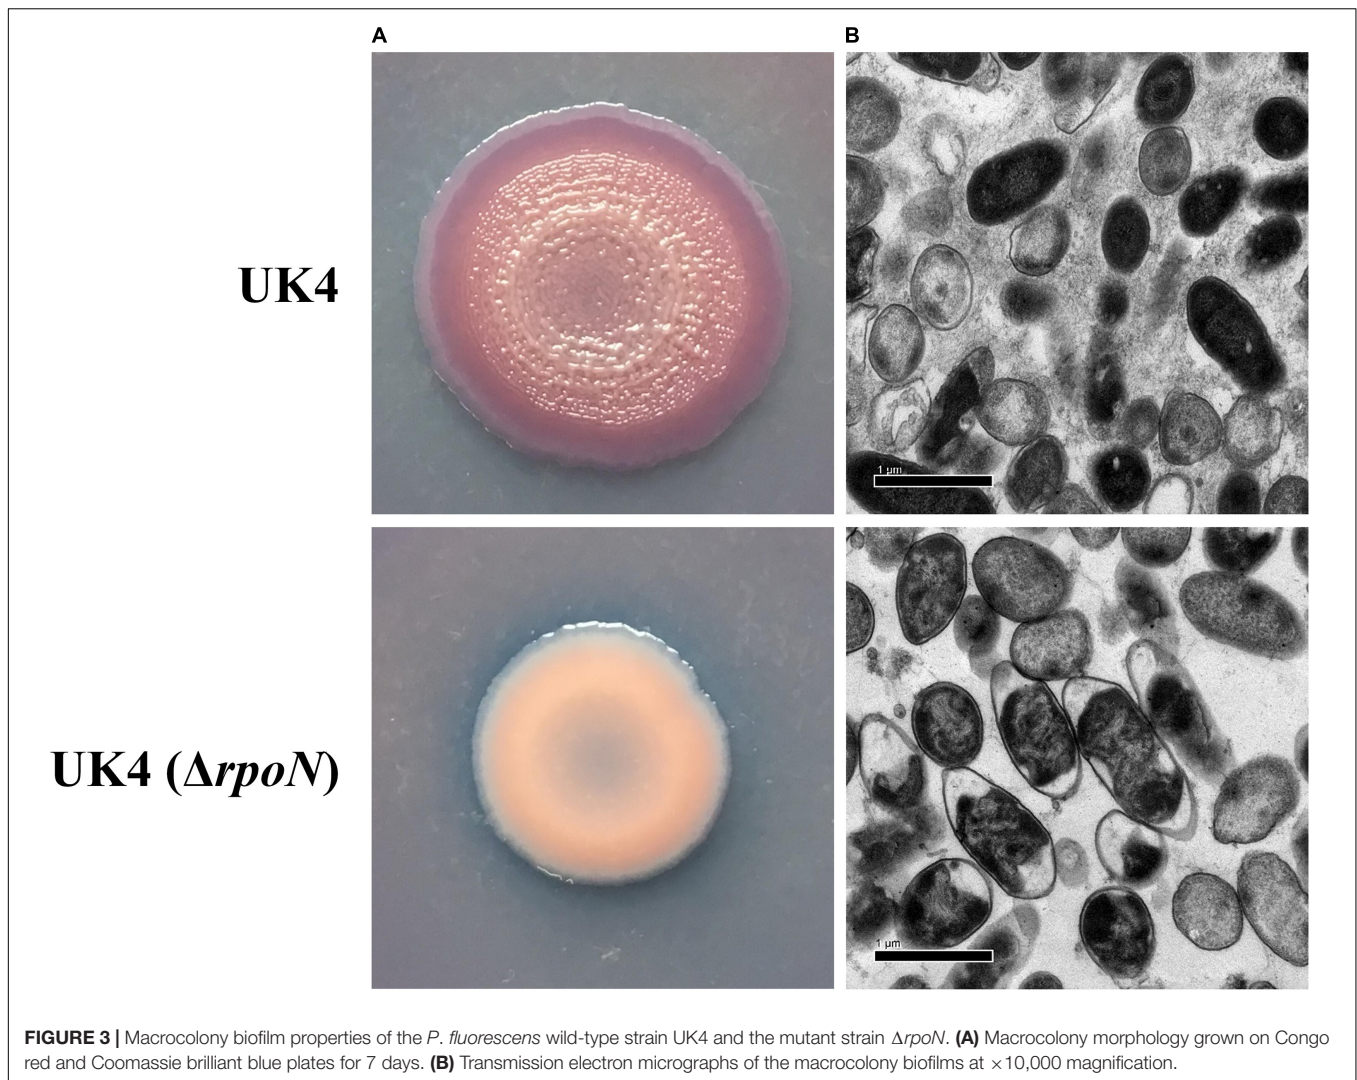 A
B
UK4
1 µm
UK4 (ΔrpoN)
1 µm
FIGURE 3 | Macrocolony biofilm properties of the P. fluorescens wild-type strain UK4 and the mutant strain ΔrpoN. (A) Macrocolony morphology grown on Congo
red and Coomassie brilliant blue plates for 7 days. (B) Transmission electron micrographs of the macrocolony biofilms at ×10,000 magnification.